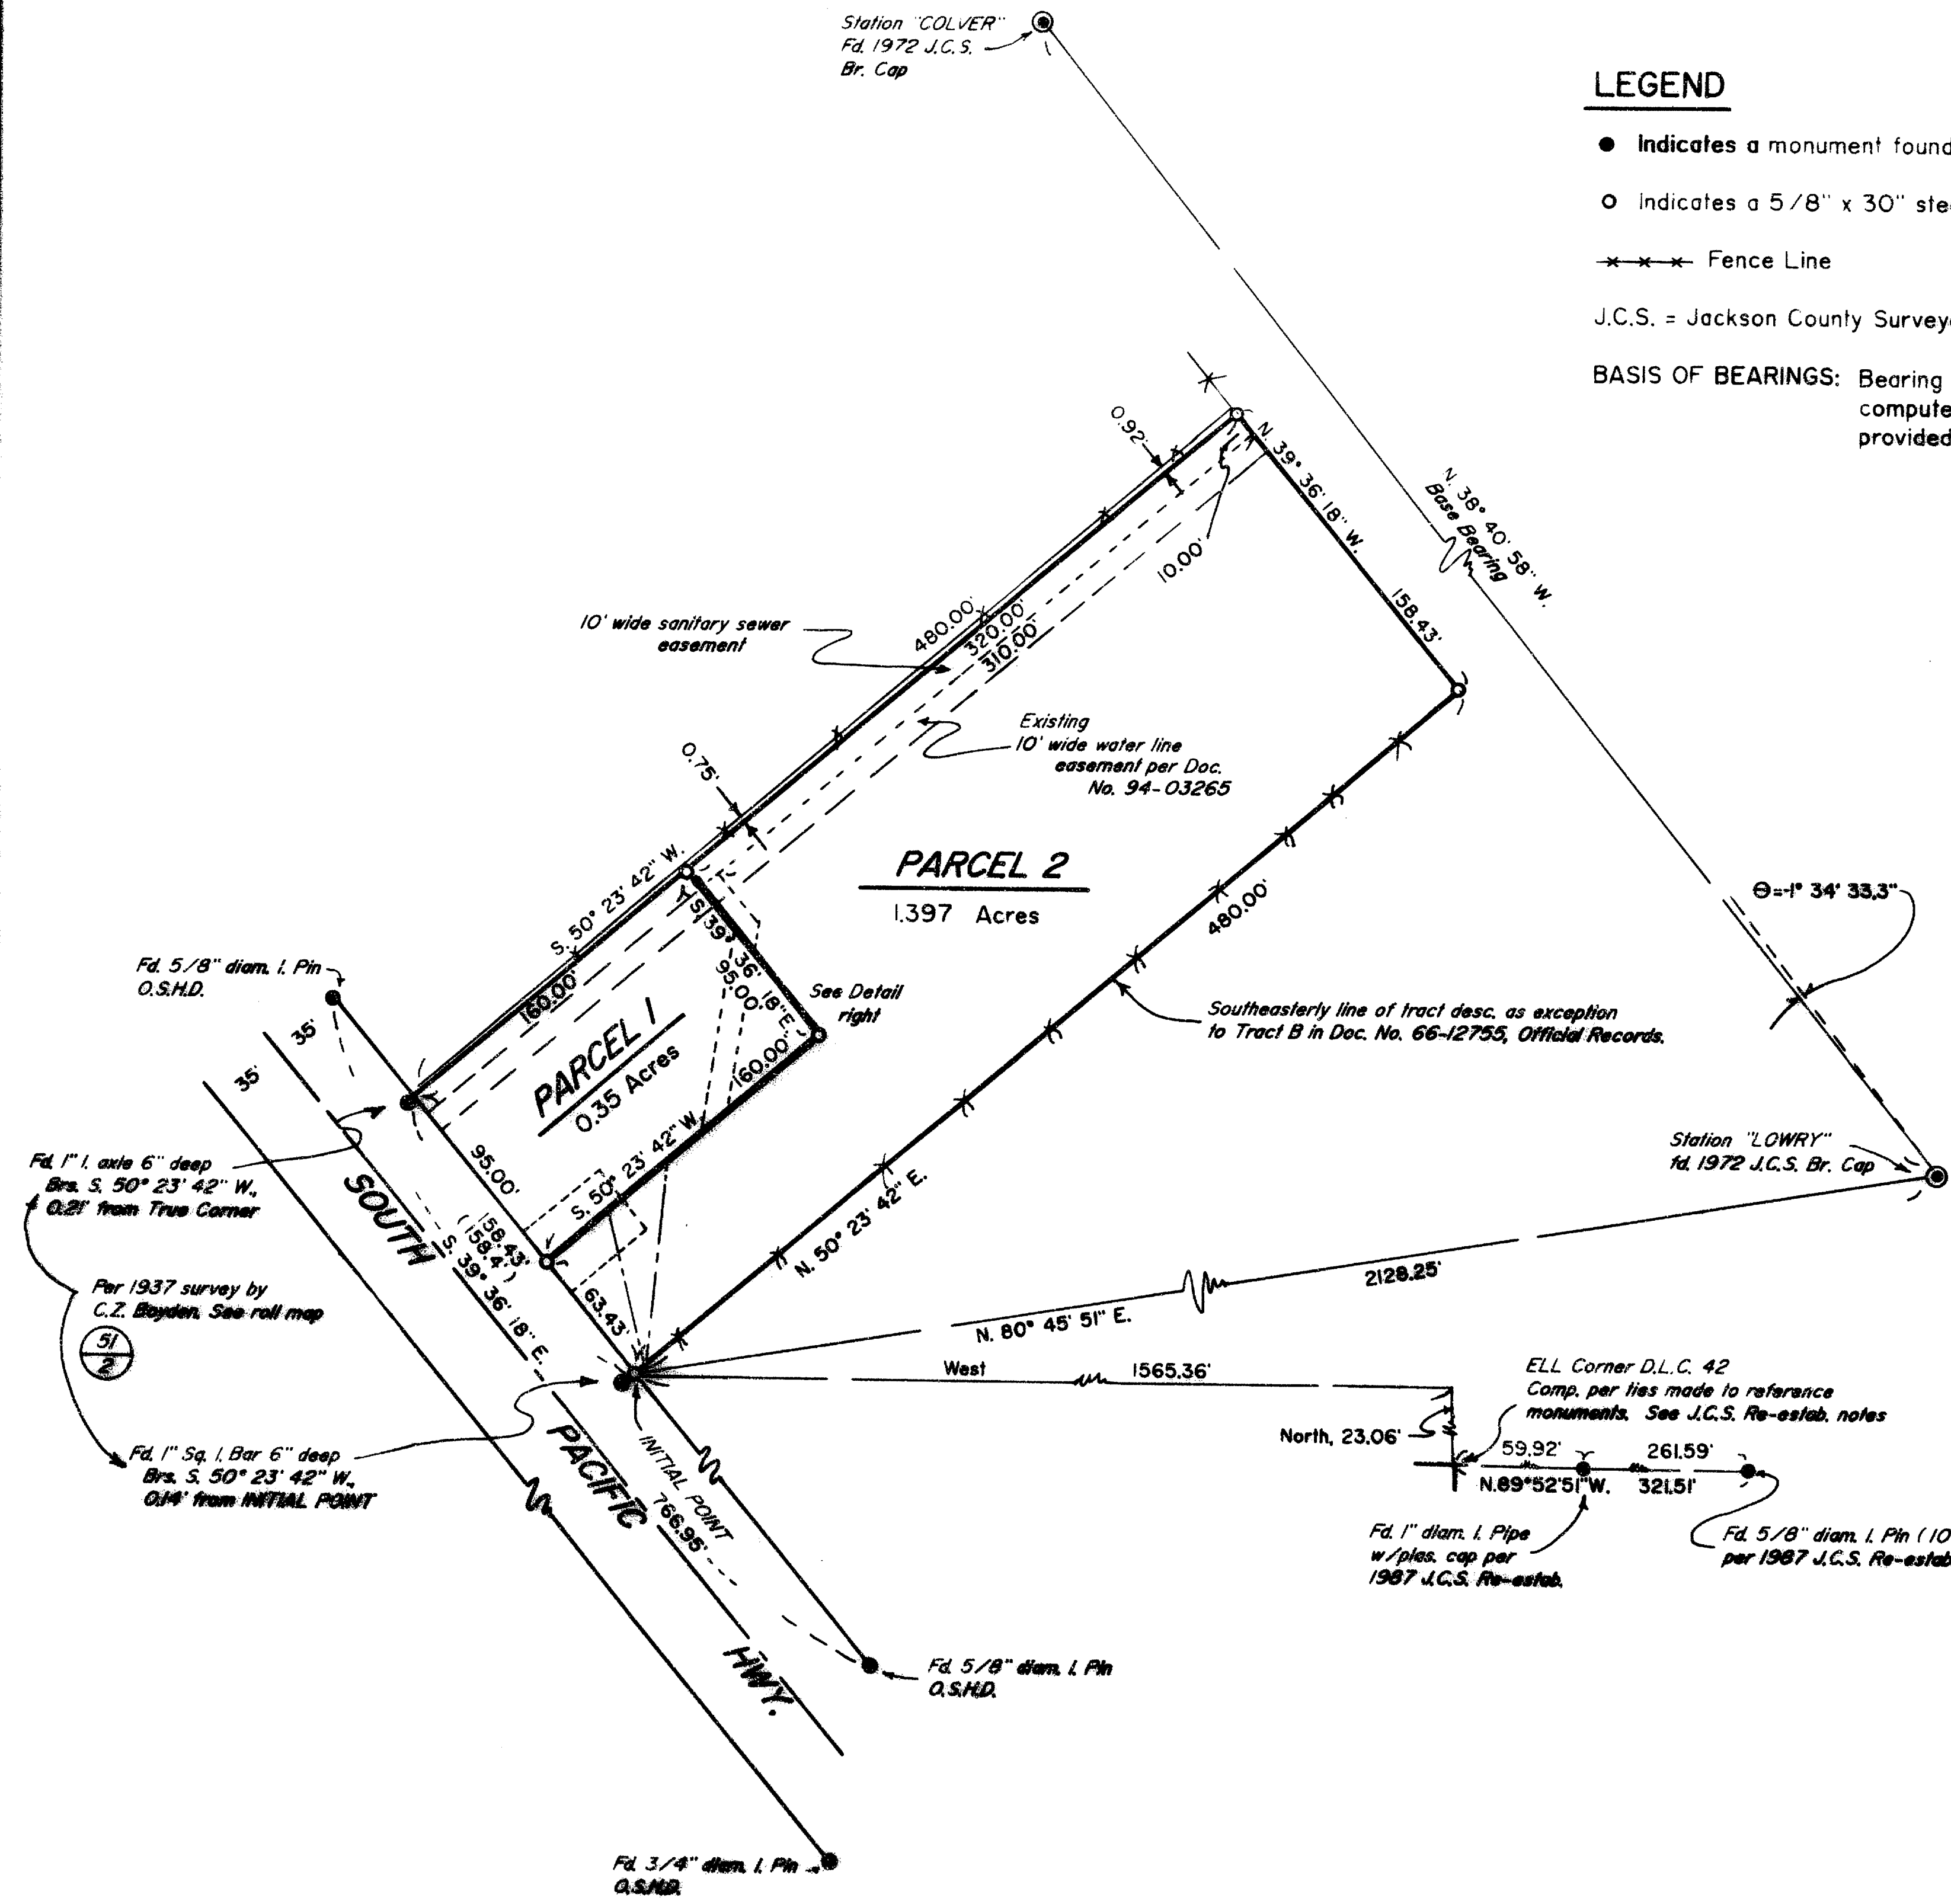 Station "COLVER"
Fd. 1972 J.C.S.
Br. Cap
LEGEND
Indicates a monument found
Indicates a 5/8" x 30" ste
Fence Line
J.C.S. = Jackson County Survey
BASIS OF BEARINGS: Bearing
compute
provided
0.92'
N. 39° 36' 18" W.
158.43'
10.00'
N. 38° 40' 58" W.
Base Bearing
10' wide sanitary sewer
easement
480.00'
320.00'
310.00'
Existing
10' wide water line
easement per Doc.
No. 94-03265
0.75'
PARCEL 2
1.397 Acres
480.00'
Θ=-1° 34' 33.3"
S. 50° 23' 42" W.
160.00'
S. 39° 36' 18" E.
95.00'
See Detail
right
Fd. 5/8" diam. I. Pin
O.S.H.D.
35'
35'
PARCEL 1
0.35 Acres
160.00'
S. 50° 23' 42" W.
Southeasterly line of tract desc. as exception
to Tract B in Doc. No. 66-12755, Official Records.
Station "LOWRY"
fd. 1972 J.C.S. Br. Cap
Fd. 1" I. axle 6" deep
Brs. S. 50° 23' 42" W.,
0.21' from True Corner
95.00'
158.43'
(158.4')
S. 39° 36' 18" E.
N. 50° 23' 42" E.
Per 1937 survey by
C.Z. Boyden. See roll map
51
2
63.43'
N. 80° 45' 51" E.
2128.25'
West 1565.36'
North, 23.06'
ELL Corner D.L.C. 42
Comp. per ties made to reference
monuments. See J.C.S. Re-estab. notes
59.92' 261.59'
N.89°52'51"W. 321.51'
Fd. 1" Sq. I. Bar 6" deep
Brs. S. 50° 23' 42" W.,
0.14' from INITIAL POINT
INITIAL POINT
766.95'
SOUTH
PACIFIC
HWY.
Fd. 1" diam. I. Pipe
w/plas. cap per
1987 J.C.S. Re-estab.
Fd. 5/8" diam. I. Pin (10
per 1987 J.C.S. Re-estab
Fd. 5/8" diam. I. Pin
O.S.H.D.
Fd. 3/4" diam. I. Pin
O.S.H.D.